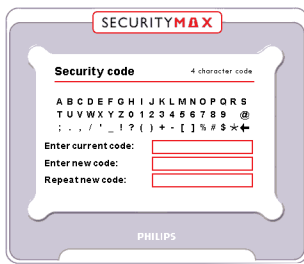 SECURITYMAX
Security code
4 character code
A B C D E F G H I J K L M N O P Q R S
T U V W X Y Z 0 1 2 3 4 5 6 7 8 9 @
; . , / ' _ ! ? ( ) + - [ ] % # $ * ←
Enter current code:
Enter new code:
Repeat new code:
PHILIPS